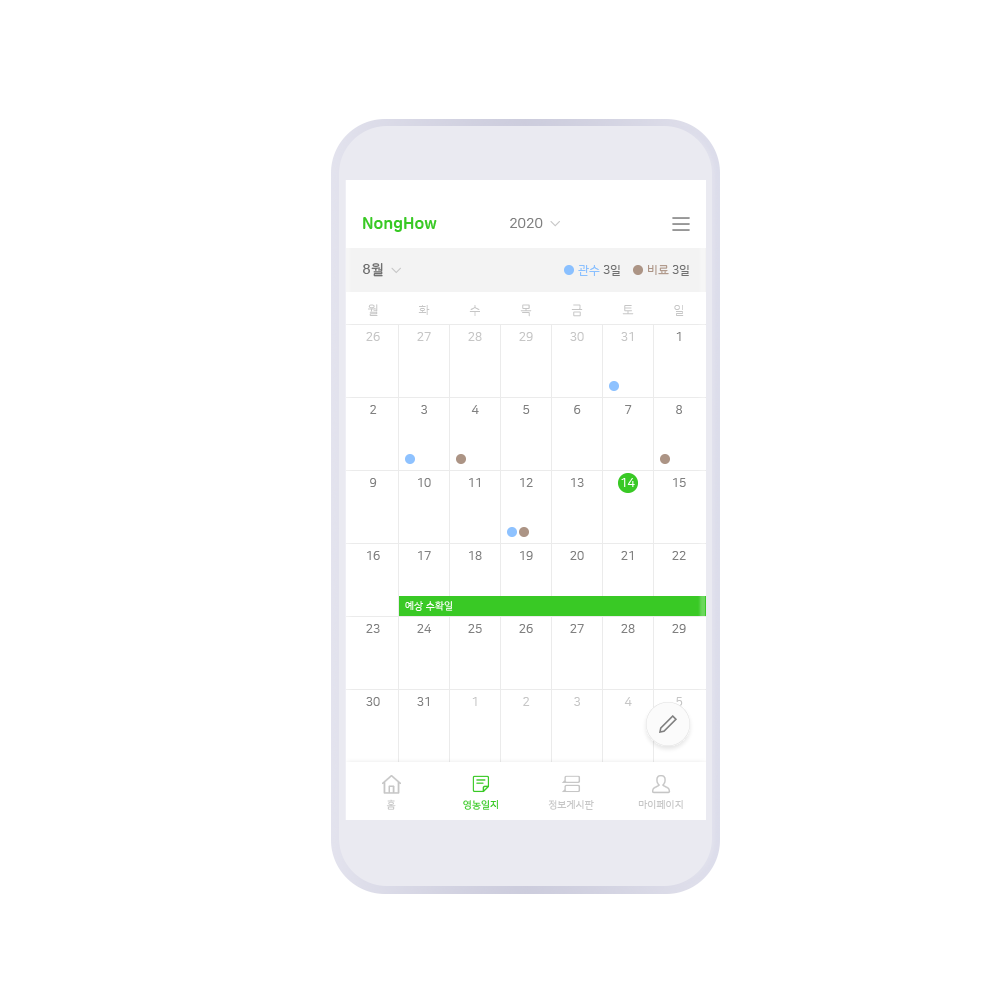 NongHow 2020
8월 관수 3일 비료 3일
월 화 수 목 금 토 일
26 27 28 29 30 31 1
2 3 4 5 6 7 8
9 10 11 12 13 14 15
16 17 18 19 20 21 22
예상 수확일
23 24 25 26 27 28 29
30 31 1 2 3 4 5
홈 영농일지 정보게시판 마이페이지